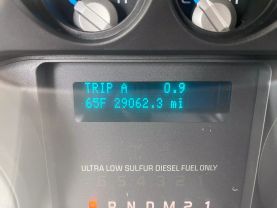 TRIP A 0.9
65F 29062.3 mi
ULTRA LOW SULFUR DIESEL FUEL ONLY
R N D M 2 1